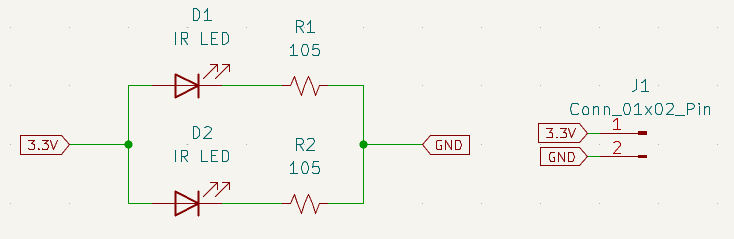 D1
IR LED
R1
105
3.3V
D2
IR LED
R2
105
GND
J1
Conn_01x02_Pin
3.3V
1
GND
2